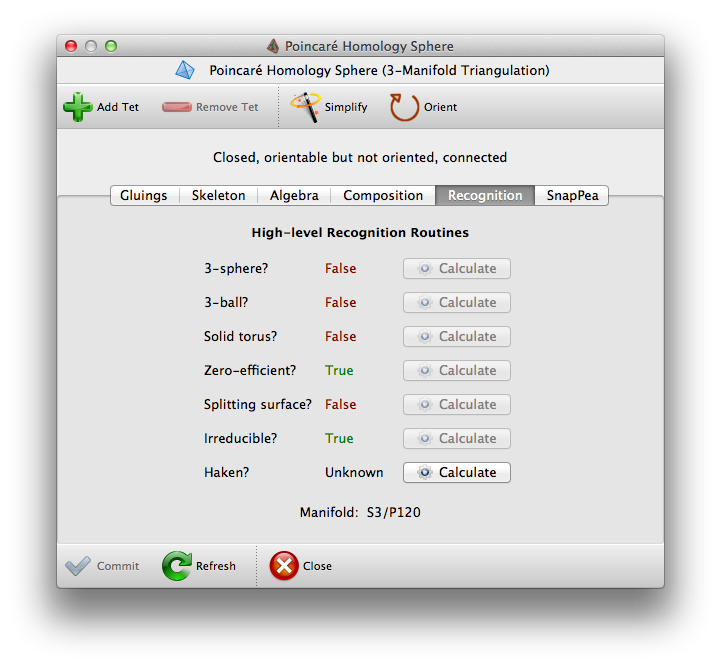 Poincaré Homology Sphere
Poincaré Homology Sphere (3-Manifold Triangulation)
Add Tet Remove Tet Simplify Orient
Closed, orientable but not oriented, connected
Gluings Skeleton Algebra Composition Recognition SnapPea
High-level Recognition Routines
3-sphere? False Calculate
3-ball? False Calculate
Solid torus? False Calculate
Zero-efficient? True Calculate
Splitting surface? False Calculate
Irreducible? True Calculate
Haken? Unknown Calculate
Manifold: S3/P120
Commit Refresh Close